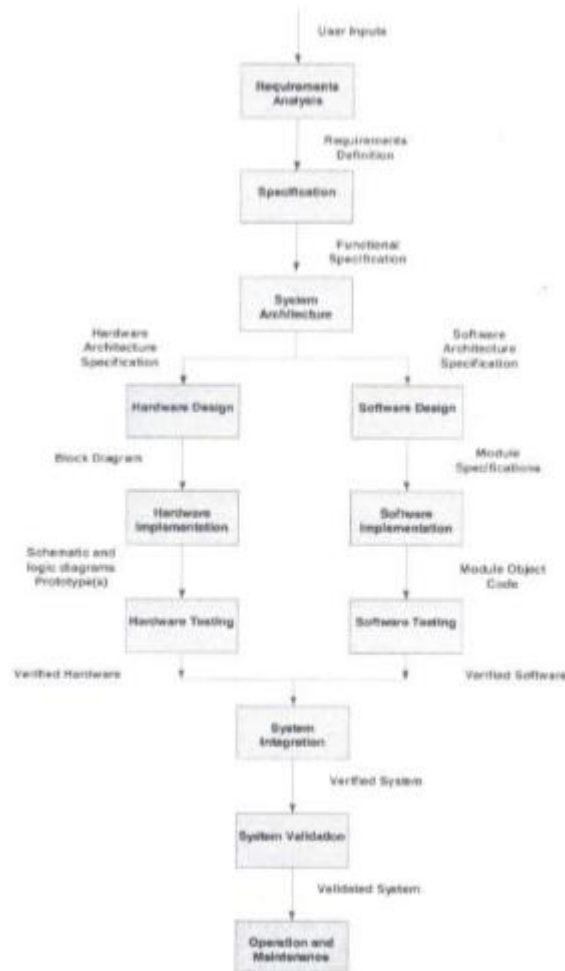 User Inputs
Requirements
Analysis
Requirements
Definition
Specification
Functional
Specification
System
Architecture
Hardware
Architecture
Specification
Software
Architecture
Specification
Hardware Design
Software Design
Block Diagram
Module
Specifications
Hardware
Implementation
Software
Implementation
Schematic and
logic diagrams
Prototype(s)
Module Object
Code
Hardware Testing
Software Testing
Verified Hardware
Verified Software
System
Integration
Verified System
System Validation
Validated System
Operation and
Maintenance